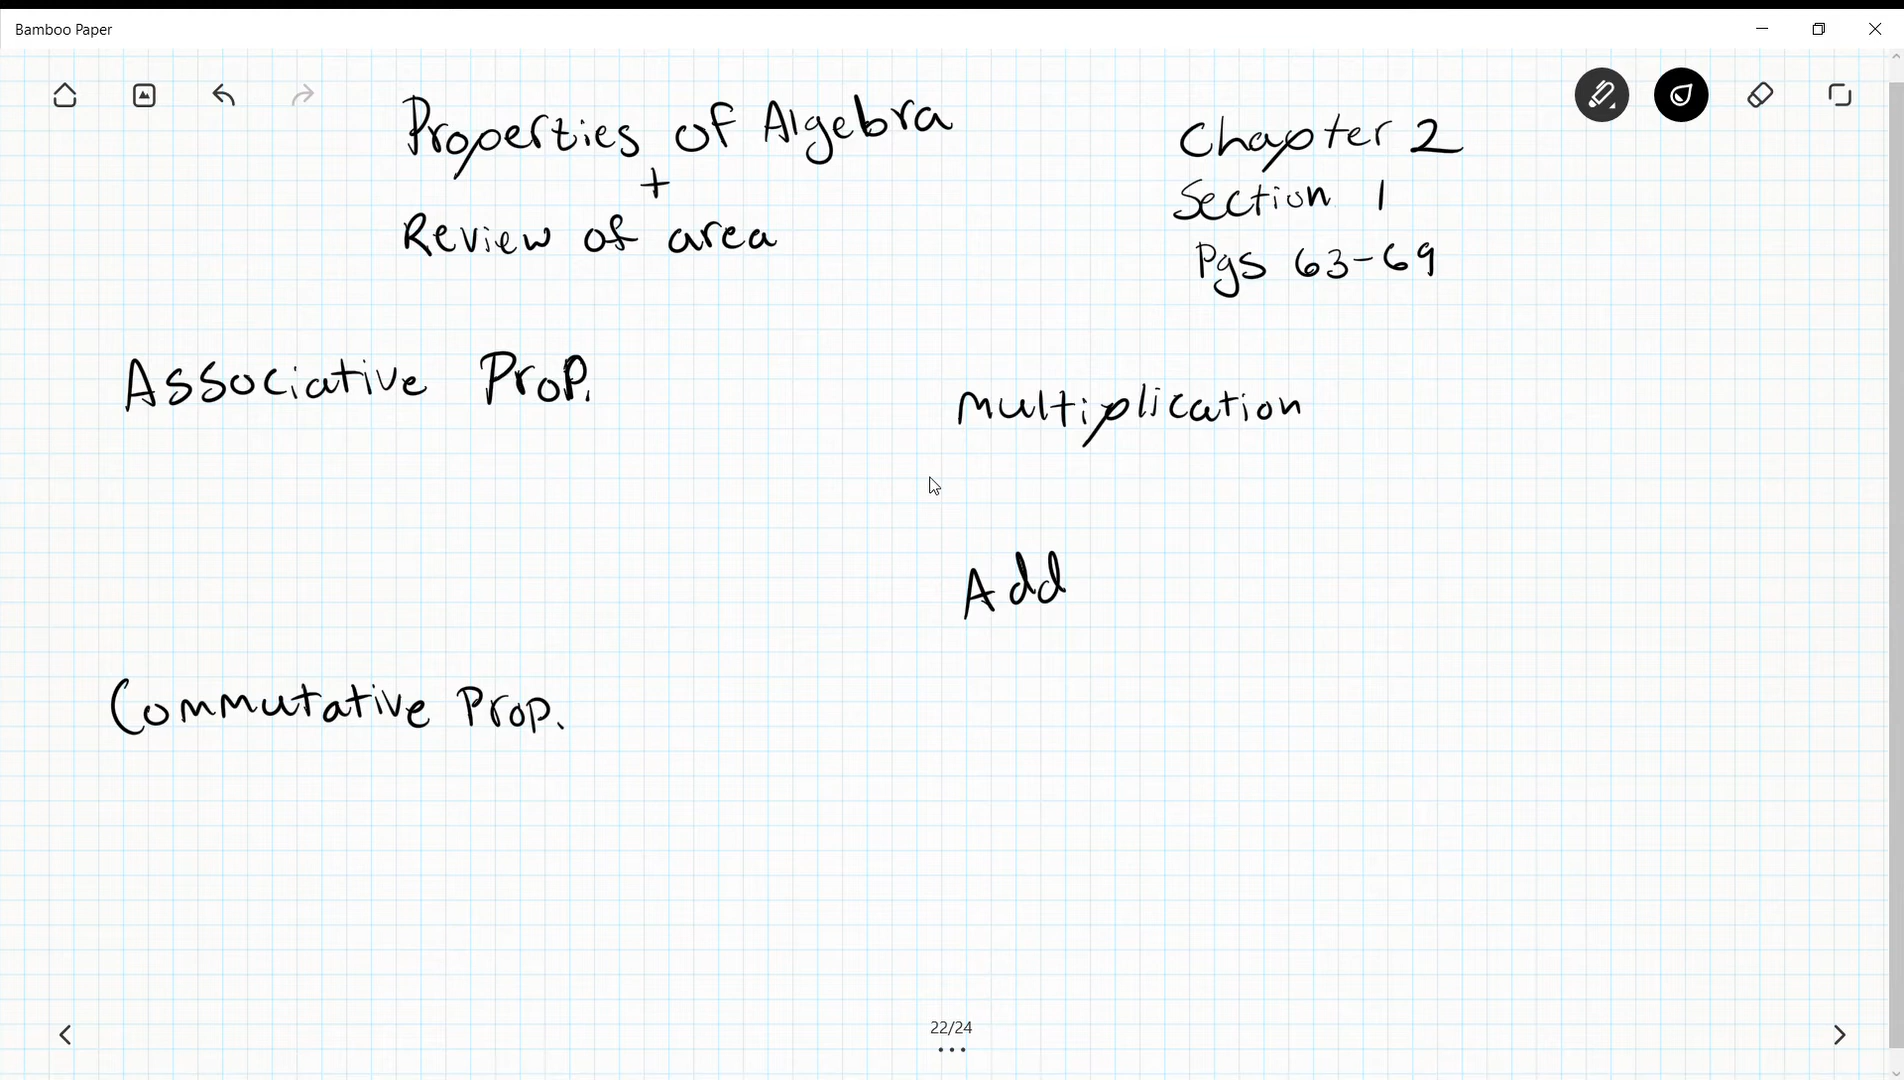 Bamboo Paper
Properties of Algebra
+
Review of area
Chapter 2
Section 1
Pgs 63-69
Associative Prop.
Multiplication
Add
Commutative Prop.
22/24